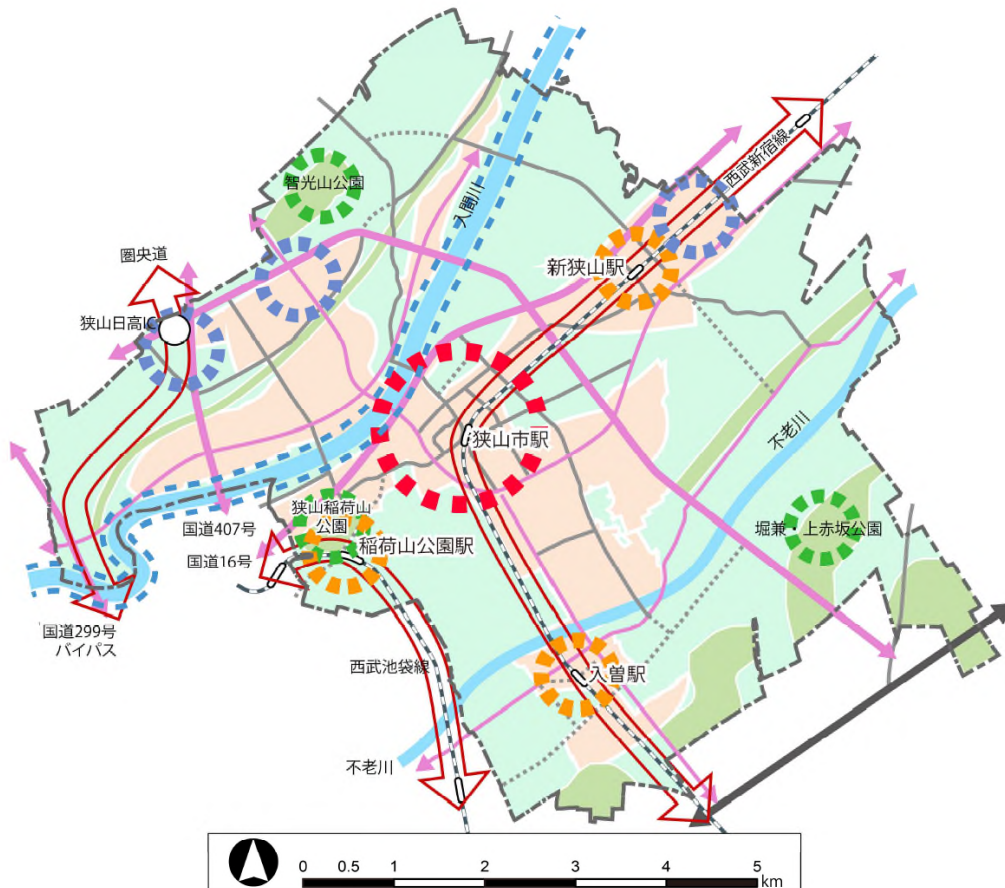 智光山公園
入間川
西武新宿線
圏央道
新狭山駅
狭山日高IC
狭山市駅
不老川
狭山稲荷山
公園
国道407号
稲荷山公園駅
堀兼・上赤坂公園
国道16号
国道299号
バイパス
西武池袋線
入曽駅
不老川
0 0.5 1 2 3 4 5
km